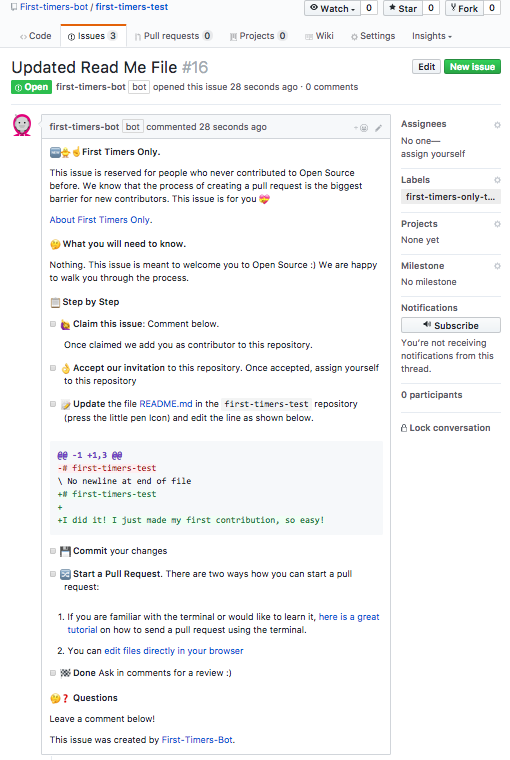 First-timers-bot / first-timers-test
Watch 0 Star 0 Fork 0
Code Issues 3 Pull requests 0 Projects 0 Wiki Settings Insights
Updated Read Me File #16
Edit New issue
Open first-timers-bot bot opened this issue 28 seconds ago · 0 comments
first-timers-bot bot commented 28 seconds ago
First Timers Only.
This issue is reserved for people who never contributed to Open Source
before. We know that the process of creating a pull request is the biggest
barrier for new contributors. This issue is for you 💝
About First Timers Only.
🤔 What you will need to know.
Nothing. This issue is meant to welcome you to Open Source :) We are happy
to walk you through the process.
📋 Step by Step
Claim this issue: Comment below.
Once claimed we add you as contributor to this repository.
👌 Accept our invitation to this repository. Once accepted, assign yourself
to this repository
📝 Update the file README.md in the first-timers-test repository
(press the little pen Icon) and edit the line as shown below.
@@ -1 +1,3 @@
-# first-timers-test
\ No newline at end of file
+# first-timers-test
+
+I did it! I just made my first contribution, so easy!
💾 Commit your changes
🔀 Start a Pull Request. There are two ways how you can start a pull
request:
1. If you are familiar with the terminal or would like to learn it, here is a great
tutorial on how to send a pull request using the terminal.
2. You can edit files directly in your browser
🏁 Done Ask in comments for a review :)
🤔❓ Questions
Leave a comment below!
This issue was created by First-Timers-Bot.
Assignees
No one—
assign yourself
Labels
first-timers-only-t...
Projects
None yet
Milestone
No milestone
Notifications
Subscribe
You're not receiving
notifications from this
thread.
0 participants
Lock conversation